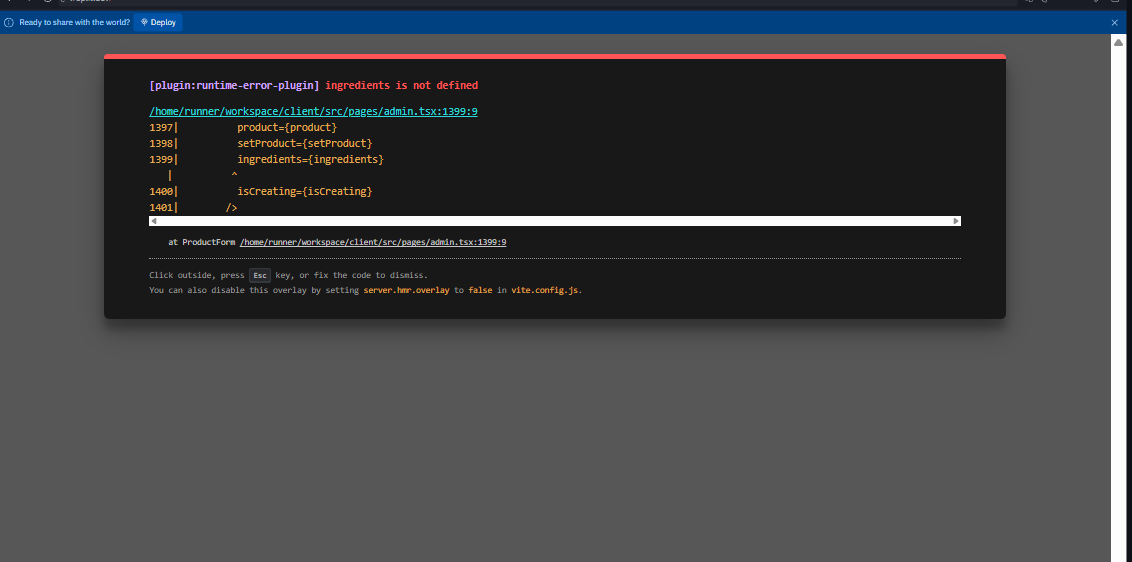 Ready to share with the world? Deploy
[plugin:runtime-error-plugin] ingredients is not defined
/home/runner/workspace/client/src/pages/admin.tsx:1399:9
1397| product={product}
1398| setProduct={setProduct}
1399| ingredients={ingredients}
| ^
1400| isCreating={isCreating}
1401| />
at ProductForm /home/runner/workspace/client/src/pages/admin.tsx:1399:9
Click outside, press Esc key, or fix the code to dismiss.
You can also disable this overlay by setting server.hmr.overlay to false in vite.config.js.